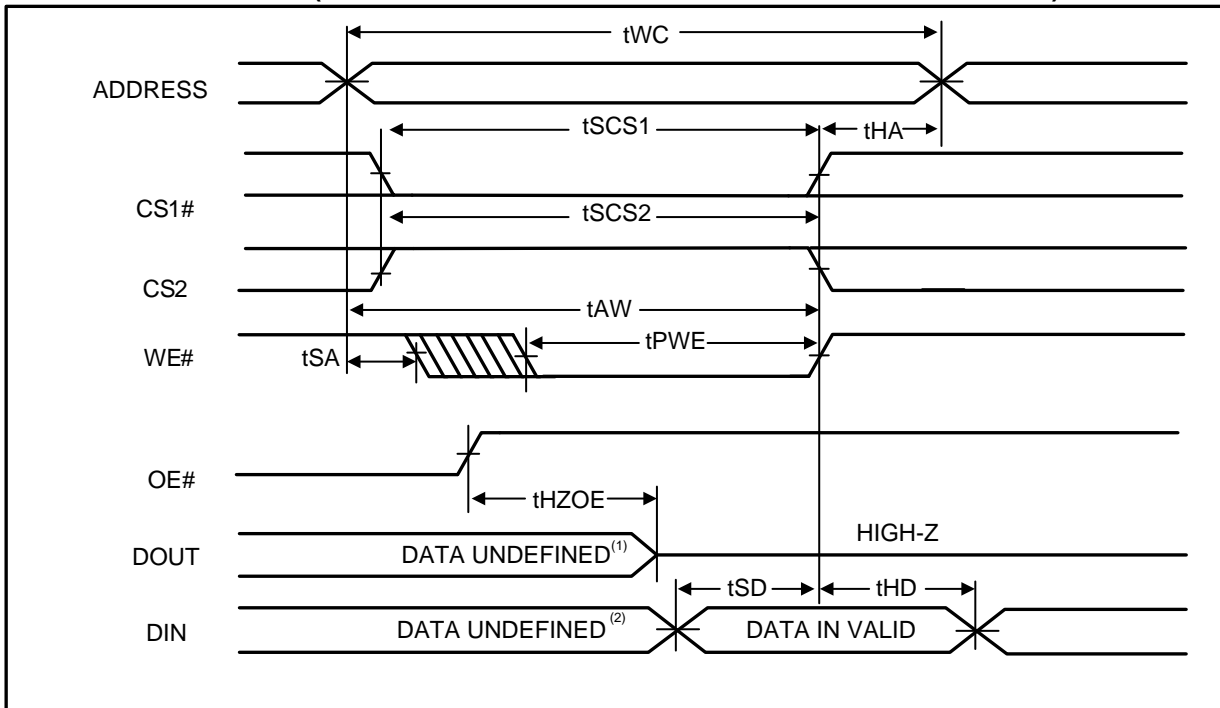 tWC
ADDRESS
tSCS1
tHA
CS1#
tSCS2
CS2
tAW
WE#
tSA
tPWE
OE#
tHZOE
HIGH-Z
DOUT
DATA UNDEFINED(1)
tSD
tHD
DIN
DATA UNDEFINED (2)
DATA IN VALID